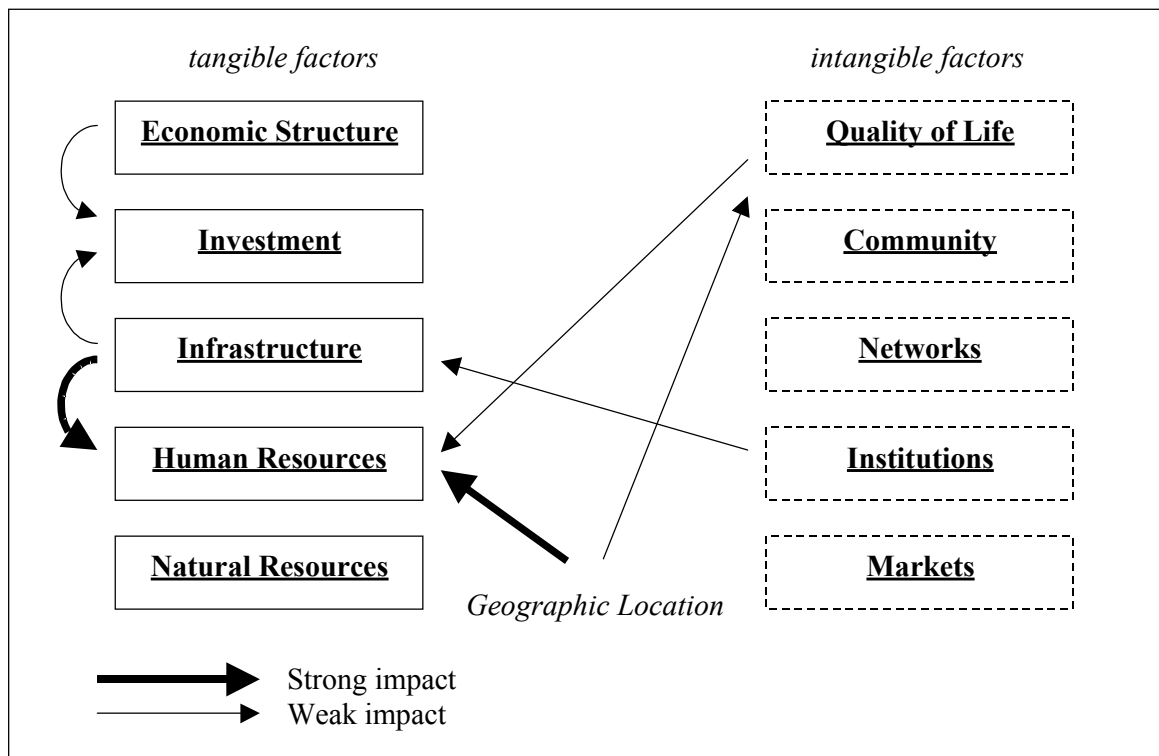 tangible factors
intangible factors
Economic Structure
Quality of Life
Investment
Community
Infrastructure
Networks
Human Resources
Institutions
Natural Resources
Markets
Geographic Location
Strong impact
Weak impact